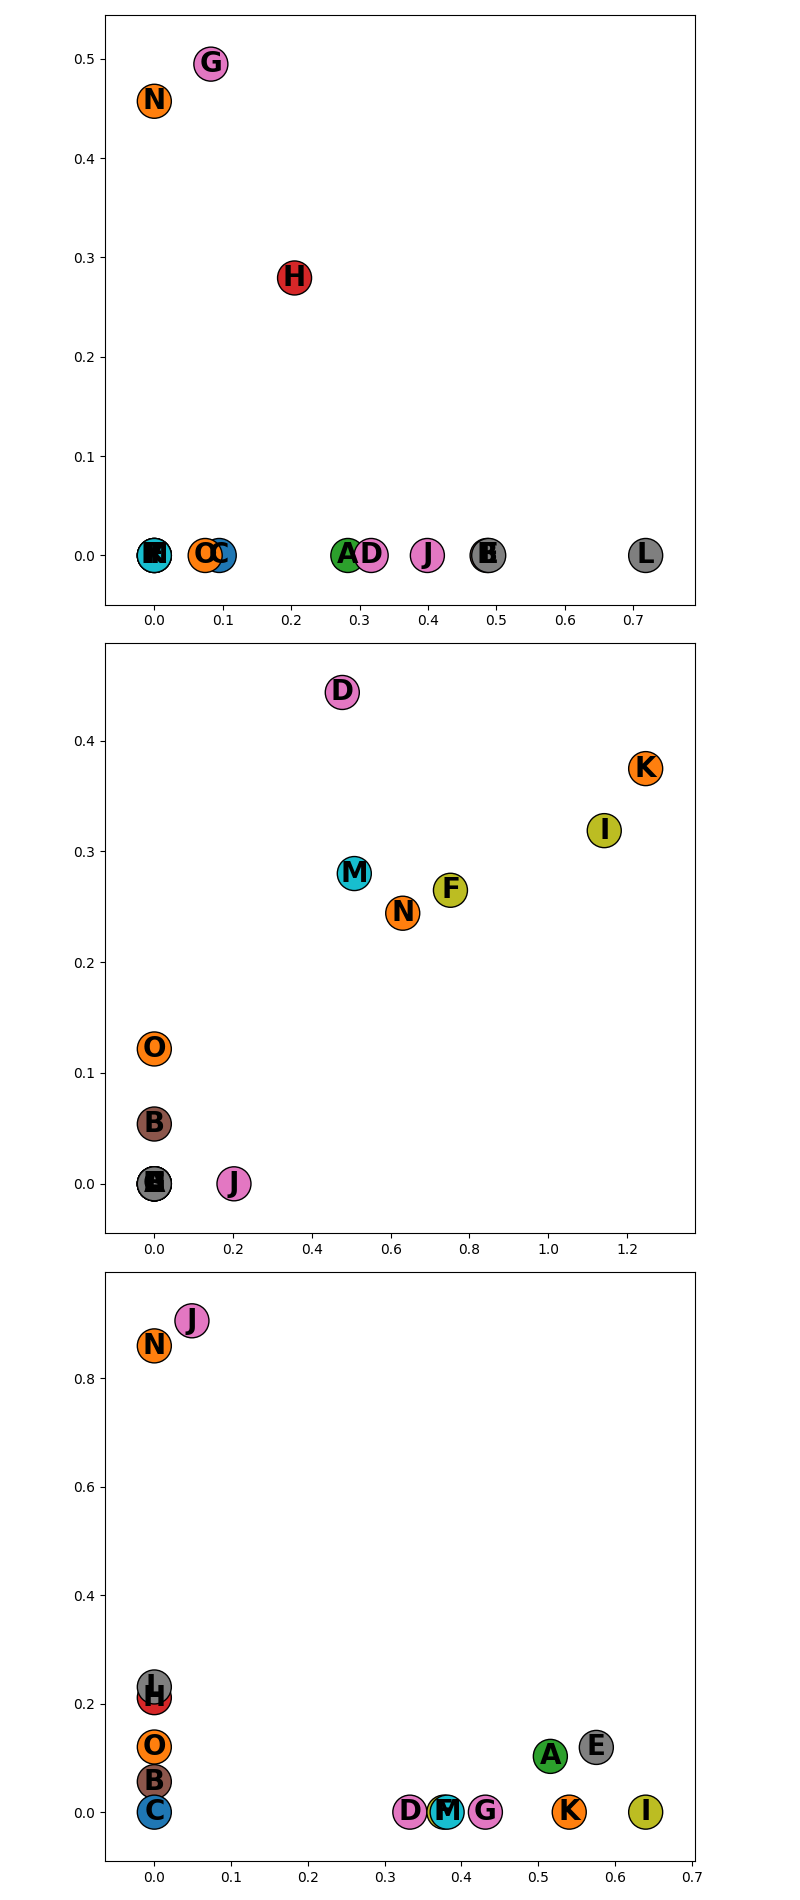 0.5
G
N
0.4
0.3
H
0.2
0.1
0.0
O C A D J L
0.0 0.1 0.2 0.3 0.4 0.5 0.6 0.7
D
0.4
K
I
0.3
M
F
N
0.2
O
0.1
B
0.0
J
0.0 0.2 0.4 0.6 0.8 1.0 1.2
J
N
0.8
0.6
0.4
L
0.2
H
O A E
B
0.0
C D F M G K I
0.0 0.1 0.2 0.3 0.4 0.5 0.6 0.7